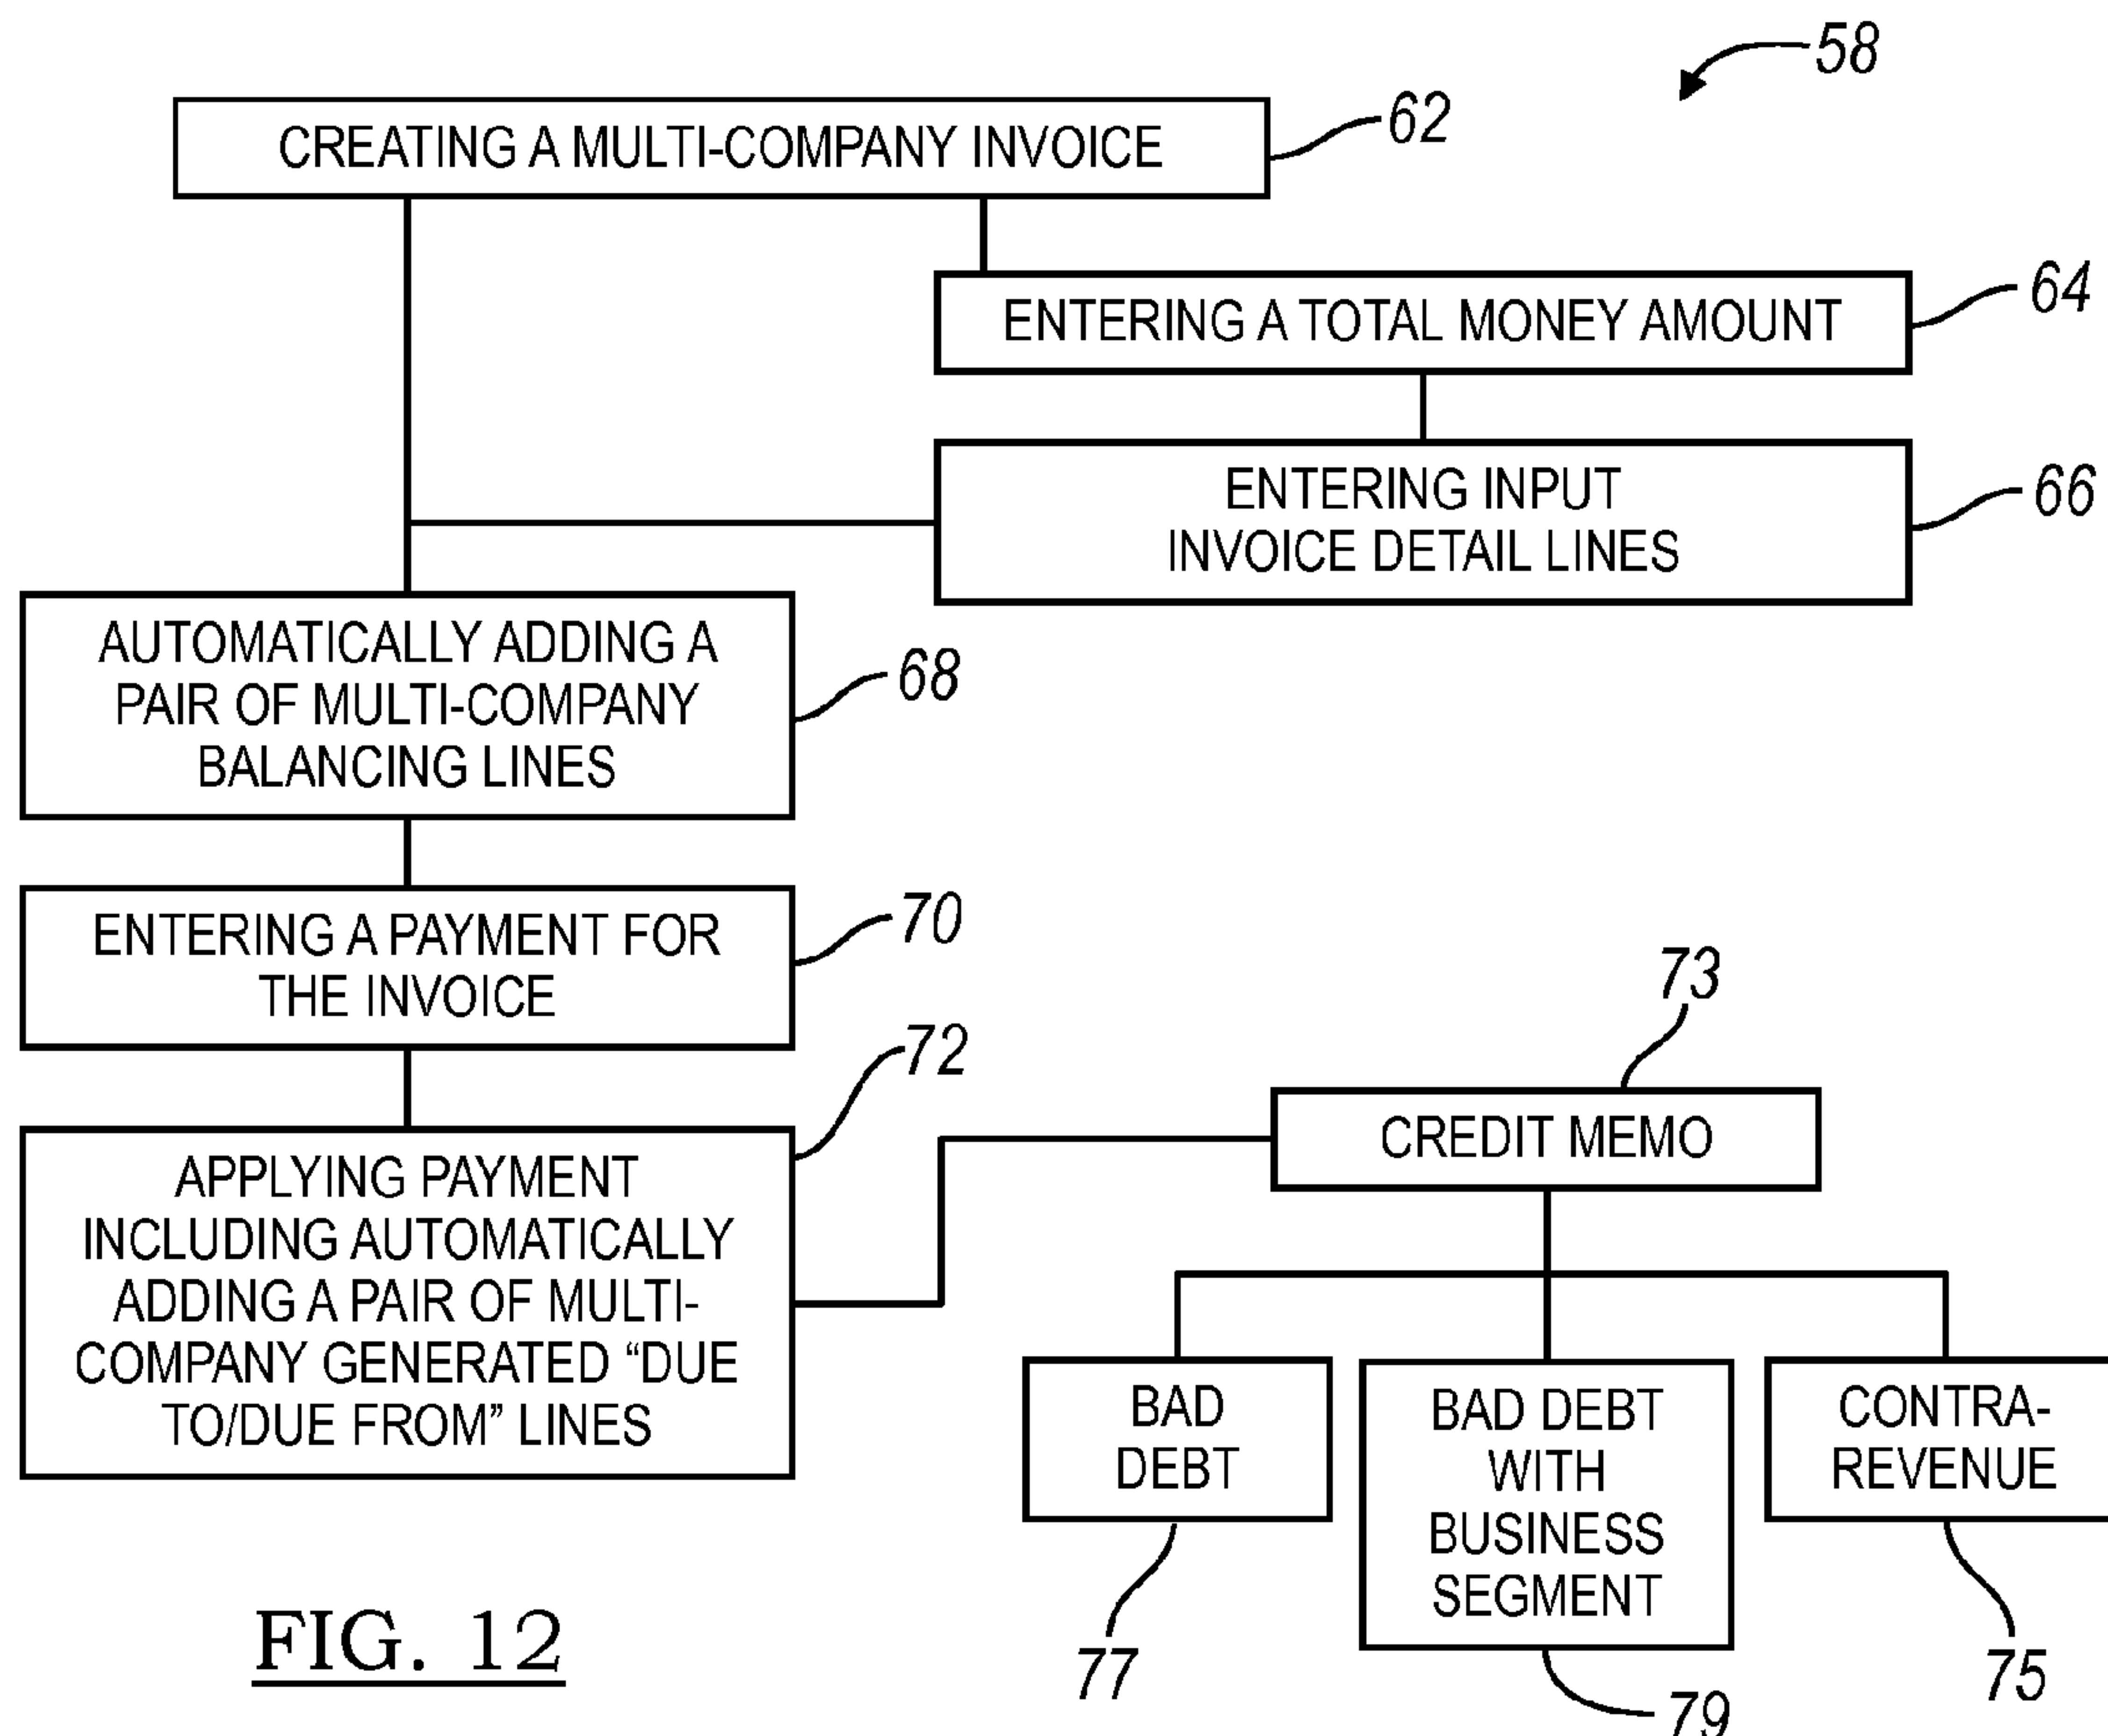 58
CREATING A MULTI-COMPANY INVOICE
62
ENTERING A TOTAL MONEY AMOUNT
64
ENTERING INPUT
INVOICE DETAIL LINES
66
AUTOMATICALLY ADDING A
PAIR OF MULTI-COMPANY
BALANCING LINES
68
ENTERING A PAYMENT FOR
THE INVOICE
70
APPLYING PAYMENT
INCLUDING AUTOMATICALLY
ADDING A PAIR OF MULTI-
COMPANY GENERATED “DUE
TO/DUE FROM” LINES
72
73
CREDIT MEMO
BAD
DEBT
77
BAD DEBT
WITH
BUSINESS
SEGMENT
79
CONTRA-
REVENUE
75
FIG. 12